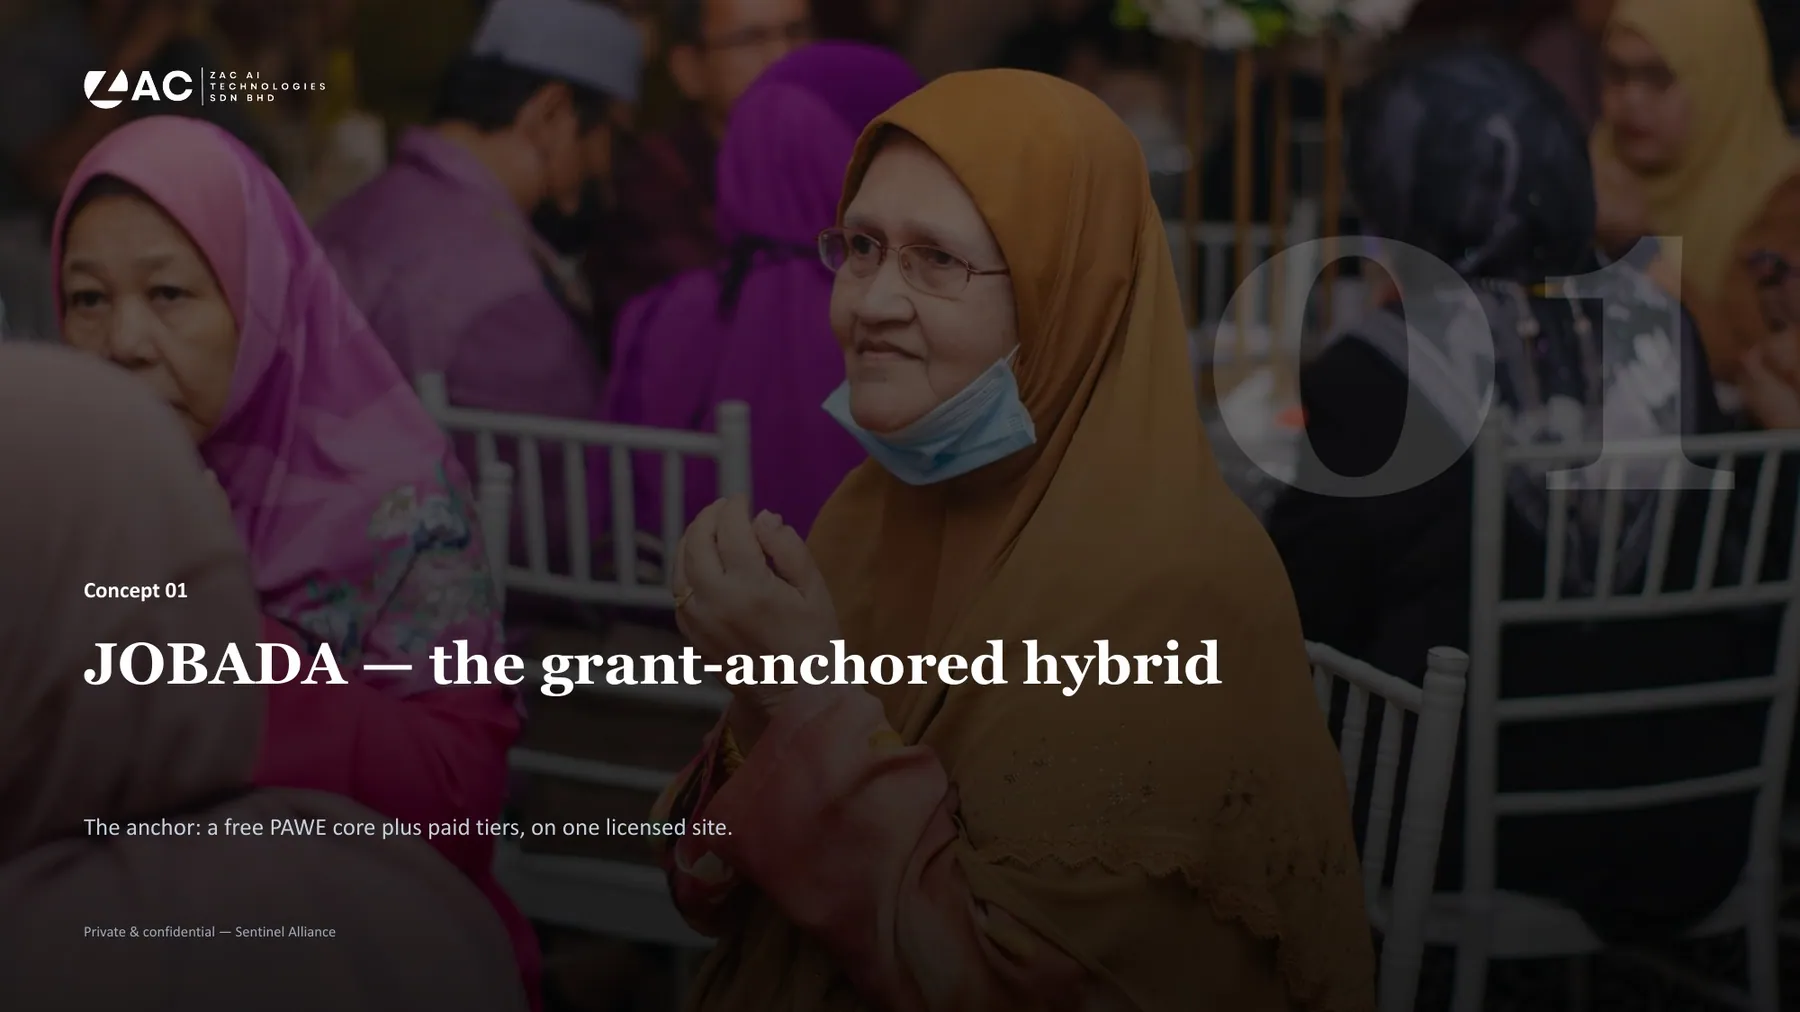 ZAC
ZAC AI
TECHNOLOGIES
SDN BHD
01
Concept 01
JOBADA — the grant-anchored hybrid
The anchor: a free PAWE core plus paid tiers, on one licensed site.
Private & confidential — Sentinel Alliance